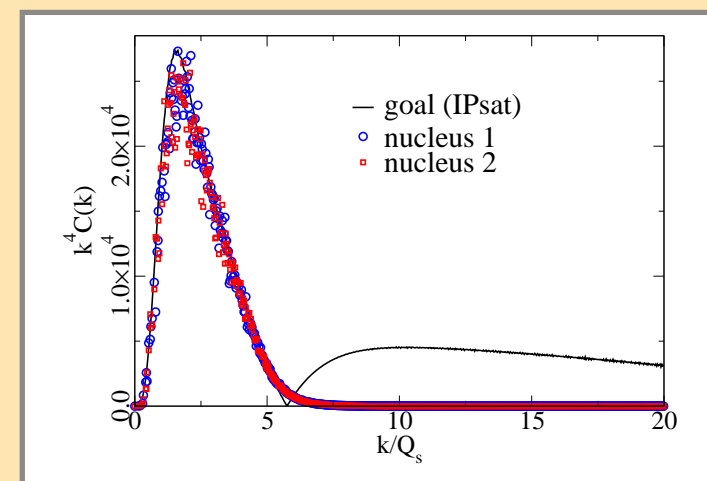 goal (IPsat)
nucleus 1
nucleus 2
k⁴C(k)
2.0×10⁴
1.0×10⁴
0.0
0 5 10 15 20
k/Qₛ